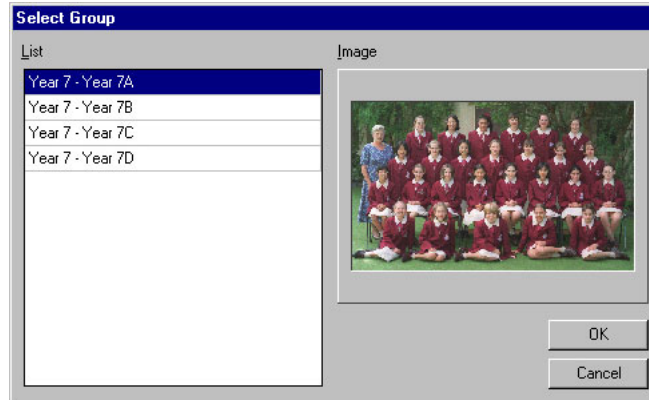 Select Group
List
Image
Year 7 - Year 7A
Year 7 - Year 7B
Year 7 - Year 7C
Year 7 - Year 7D
OK
Cancel